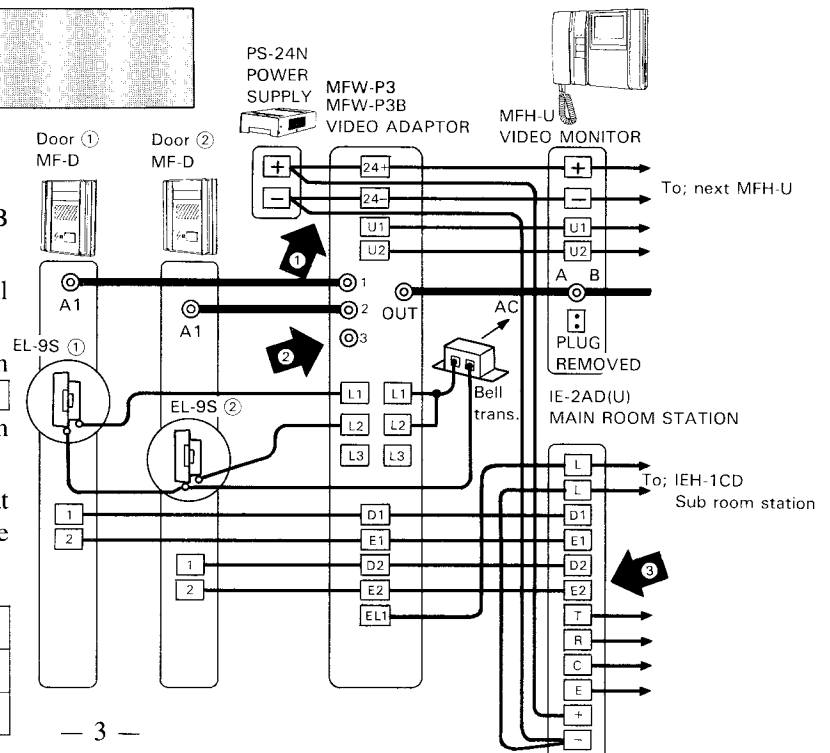 PS-24N
POWER
SUPPLY
MFW-P3
MFW-P3B
VIDEO ADAPTOR
MFH-U
VIDEO MONITOR
Door ①
MF-D
Door ②
MF-D
+ 24+ +
− 24− −
To; next MFH-U
U1 U1
U2 U2
①
A B
A1 1
OUT
A1 2
3
②
AC
PLUG
REMOVED
Bell
trans.
EL-9S ①
EL-9S ②
IE-2AD(U)
MAIN ROOM STATION
L1 L1
L2 L2
L3 L3
L
L
To; IEH-1CD
Sub room station
1 D1 D1
2 E1 E1
1 D2 D2
2 E2 E2
③
EL1 T
R
C
E
+
−
— 3 —